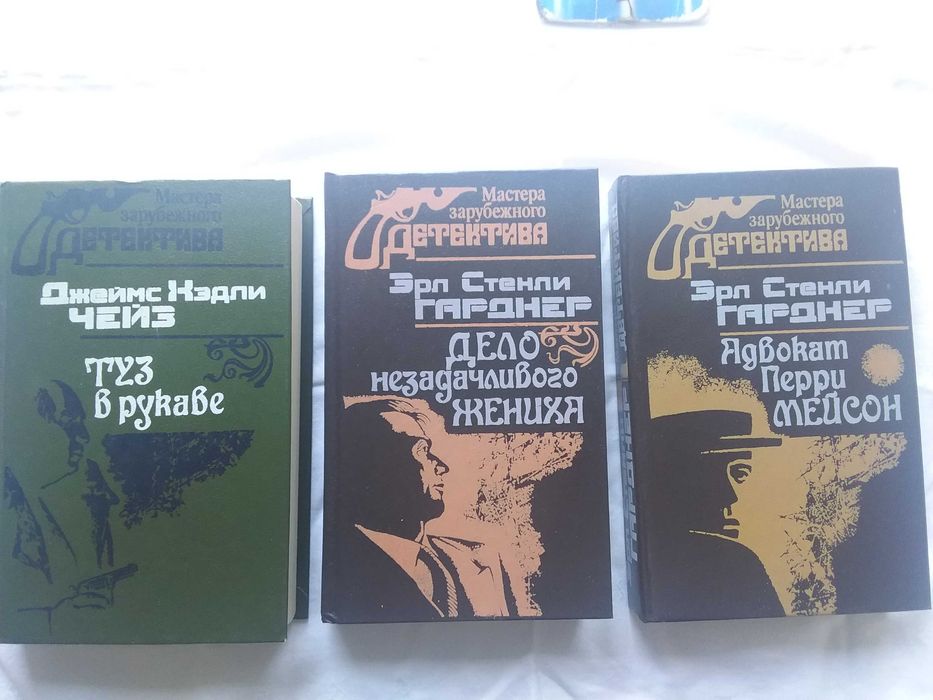 Мастера
зарубежного
Детектива
Джеймс Хэдли
ЧЕЙЗ
Туз
в рукаве
Мастера
зарубежного
Детектива
Эрл Стенли
ГАРДНЕР
ДЕЛО
незадачливого
ЖЕНИХА
Мастера
зарубежного
Детектива
Эрл Стенли
ГАРДНЕР
Адвокат
Перри
МЕЙСОН